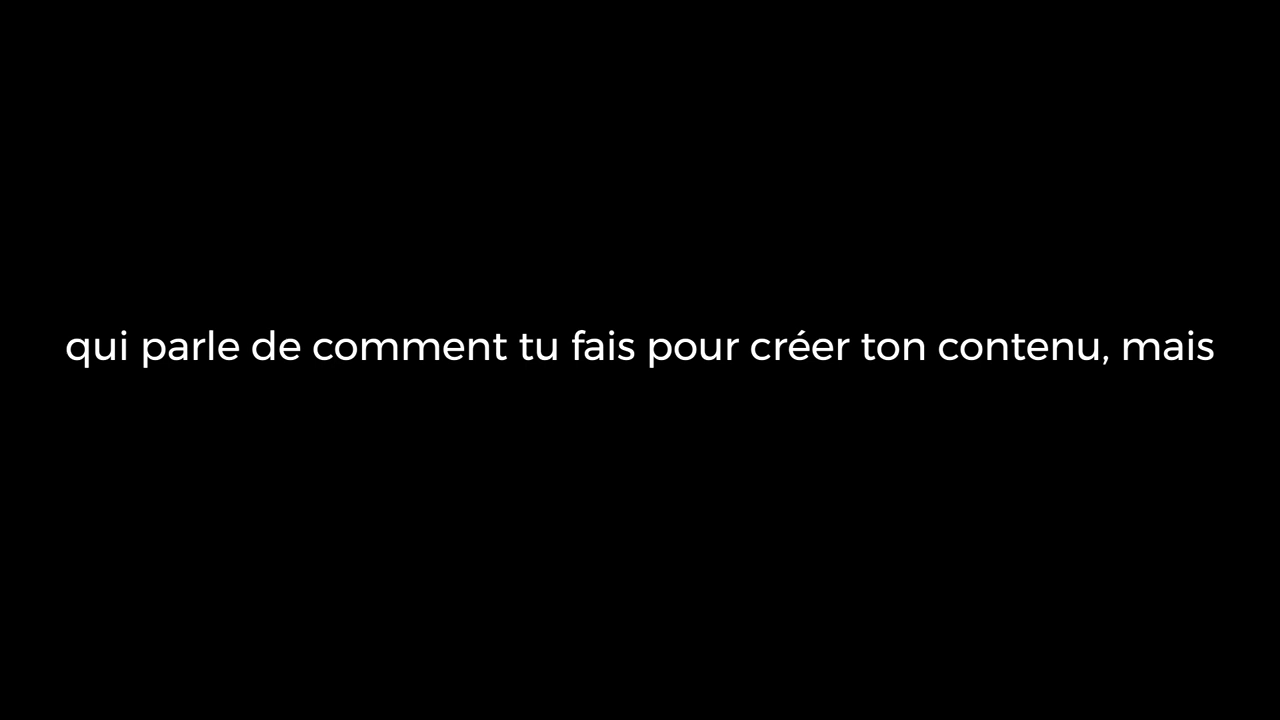 qui parle de comment tu fais pour créer ton contenu, mais